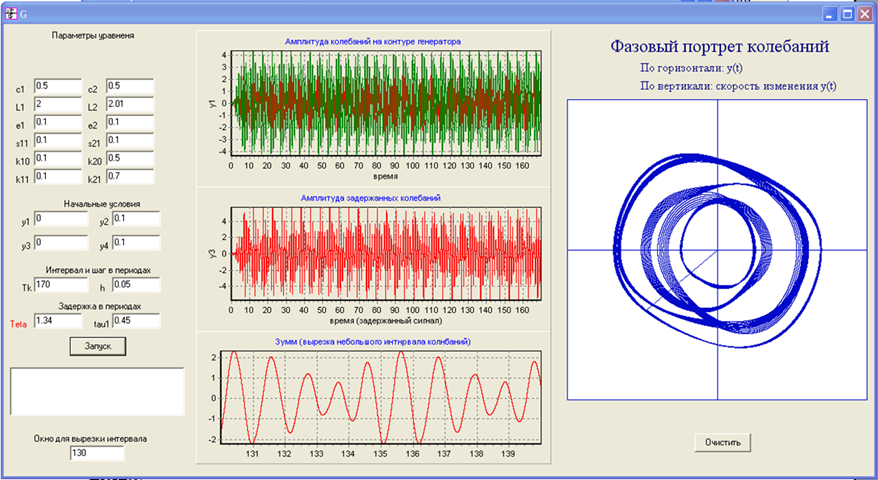 G
Параметры уравненя
c1 0.5 c2 0.5
L1 2 L2 2.01
e1 0.1 e2 0.1
s11 0.1 s21 0.1
k10 0.1 k20 0.5
k11 0.1 k21 0.7
Начальные условия
y1 0 y2 0.1
y3 0 y4 0.1
Интервал и шаг в периодах
Tk 170 h 0.05
Задержка в периодах
Teta 1.34 tau1 0.45
Запуск
Окно для вырезки интервала
130
Амплитуда колебаний на контуре генератора
y1
4
3
2
1
0
-1
-2
-3
-4
0 10 20 30 40 50 60 70 80 90 100 110 120 130 140 150 160
время
Амплитуда задержанных колебаний
y3
4
2
0
-2
-4
0 10 20 30 40 50 60 70 80 90 100 110 120 130 140 150 160
время (задержанный сигнал)
Зумм (вырезка небольшого интнрвала колнбаний)
2
1
0
-1
-2
131 132 133 134 135 136 137 138 139
Фазовый портрет колебаний
По горизонтали: y(t)
По вертикали: скорость изменения y(t)
Очистить